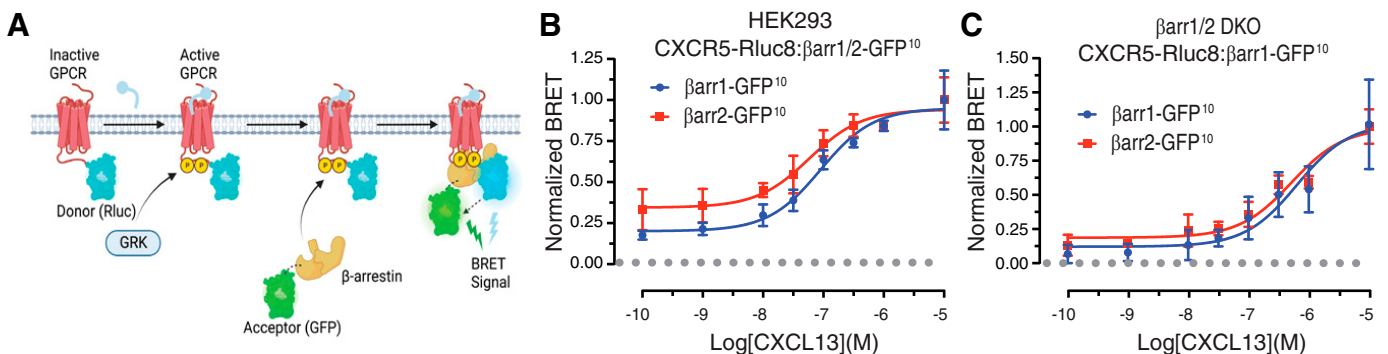 A
Inactive
GPCR
Active
GPCR
P P
P P
P P
Donor (Rluc)
GRK
β-arrestin
Acceptor (GFP)
BRET
Signal
B
HEK293
CXCR5-Rluc8:βarr1/2-GFP¹⁰
Normalized BRET
1.25
1.00
0.75
0.50
0.25
0.00
βarr1-GFP¹⁰
βarr2-GFP¹⁰
-10 -9 -8 -7 -6 -5
Log[CXCL13](M)
C
βarr1/2 DKO
CXCR5-Rluc8:βarr1-GFP¹⁰
Normalized BRET
1.50
1.25
1.00
0.75
0.50
0.25
0.00
βarr1-GFP¹⁰
βarr2-GFP¹⁰
-10 -9 -8 -7 -6 -5
Log[CXCL13](M)